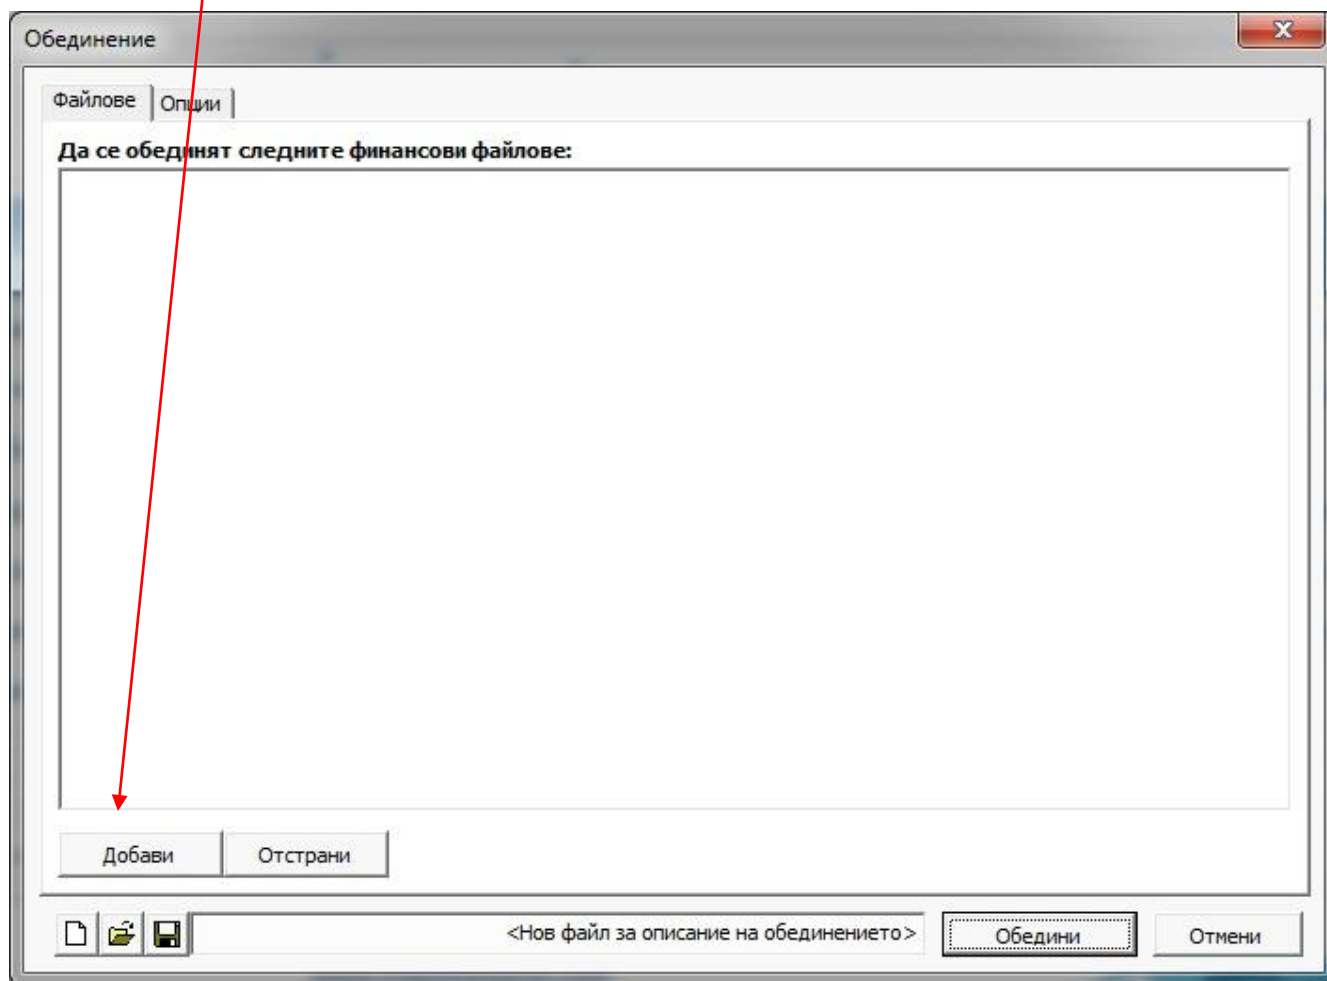 Обединение
Файлове Опции
Да се обединят следните финансови файлове:
Добави Отстрани
<Нов файл за описание на обединението> Обедини Отмени